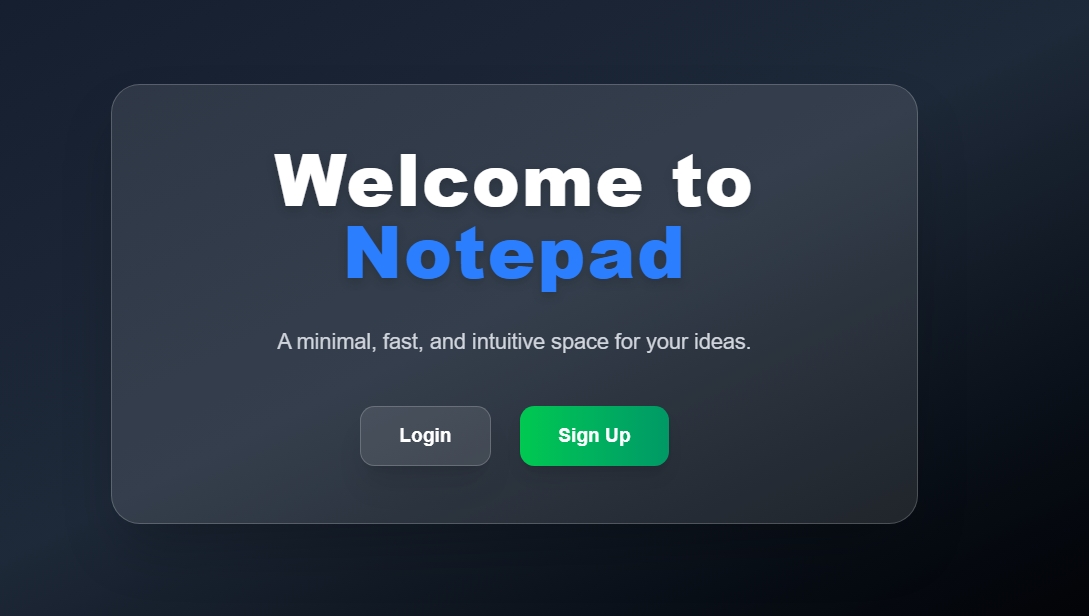 Welcome to
Notepad
A minimal, fast, and intuitive space for your ideas.
Login
Sign Up